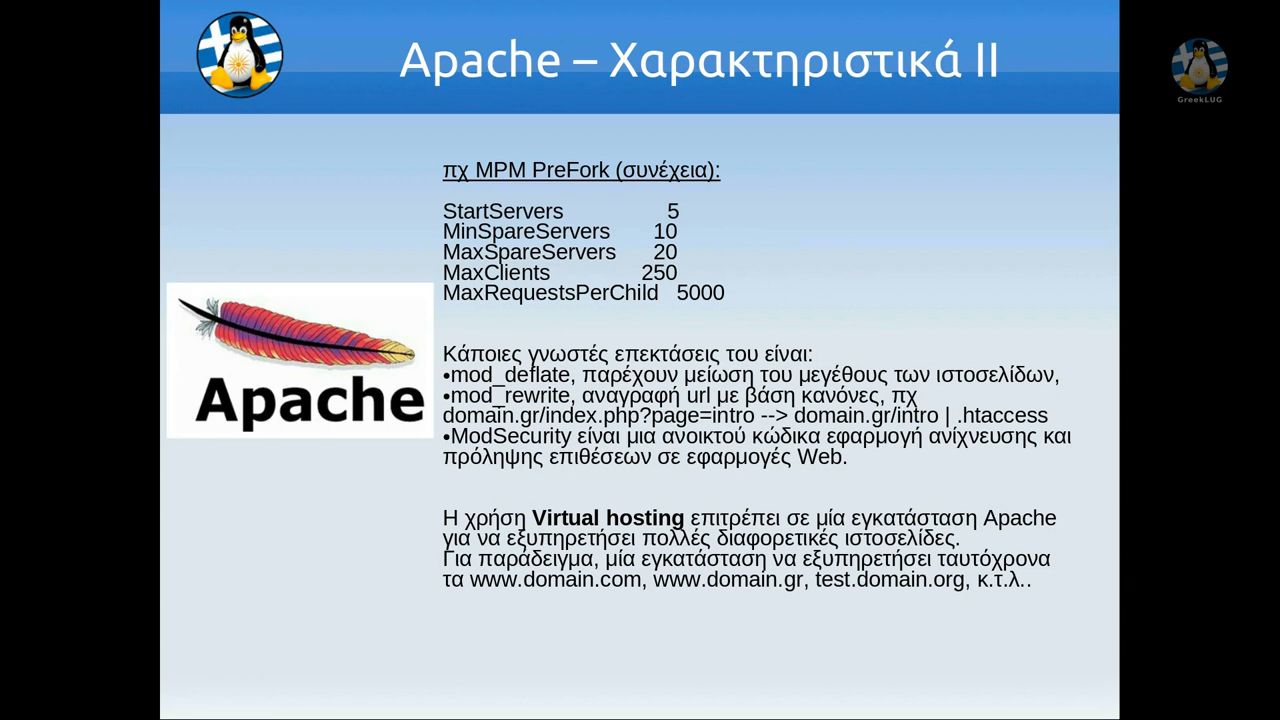 Apache – Χαρακτηριστικά II
GreekLUG
πχ MPM PreFork (συνέχεια):
StartServers 5
MinSpareServers 10
MaxSpareServers 20
MaxClients 250
MaxRequestsPerChild 5000
Apache
Κάποιες γνωστές επεκτάσεις του είναι:
•mod_deflate, παρέχουν μείωση του μεγέθους των ιστοσελίδων,
•mod_rewrite, αναγραφή url με βάση κανόνες, πχ
domain.gr/index.php?page=intro --> domain.gr/intro | .htaccess
•ModSecurity είναι μια ανοικτού κώδικα εφαρμογή ανίχνευσης και
πρόληψης επιθέσεων σε εφαρμογές Web.
Η χρήση Virtual hosting επιτρέπει σε μία εγκατάσταση Apache
για να εξυπηρετήσει πολλές διαφορετικές ιστοσελίδες.
Για παράδειγμα, μία εγκατάσταση να εξυπηρετήσει ταυτόχρονα
τα www.domain.com, www.domain.gr, test.domain.org, κ.τ.λ..